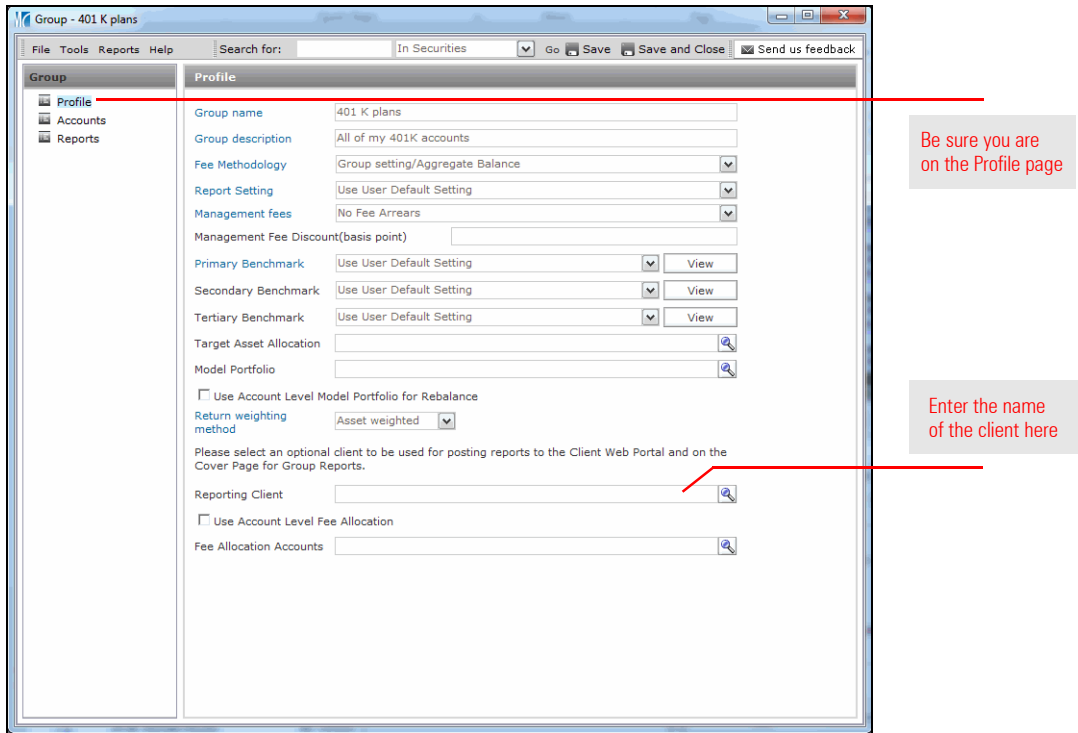 Group - 401 K plans
File Tools Reports Help Search for: In Securities Go Save Save and Close Send us feedback
Group
Profile
Accounts
Reports
Profile
Group name 401 K plans
Group description All of my 401K accounts
Fee Methodology Group setting/Aggregate Balance
Report Setting Use User Default Setting
Management fees No Fee Arrears
Management Fee Discount(basis point)
Primary Benchmark Use User Default Setting View
Secondary Benchmark Use User Default Setting View
Tertiary Benchmark Use User Default Setting View
Target Asset Allocation
Model Portfolio
Use Account Level Model Portfolio for Rebalance
Return weighting
method
Asset weighted
Please select an optional client to be used for posting reports to the Client Web Portal and on the
Cover Page for Group Reports.
Reporting Client
Use Account Level Fee Allocation
Fee Allocation Accounts
Be sure you are
on the Profile page
Enter the name
of the client here